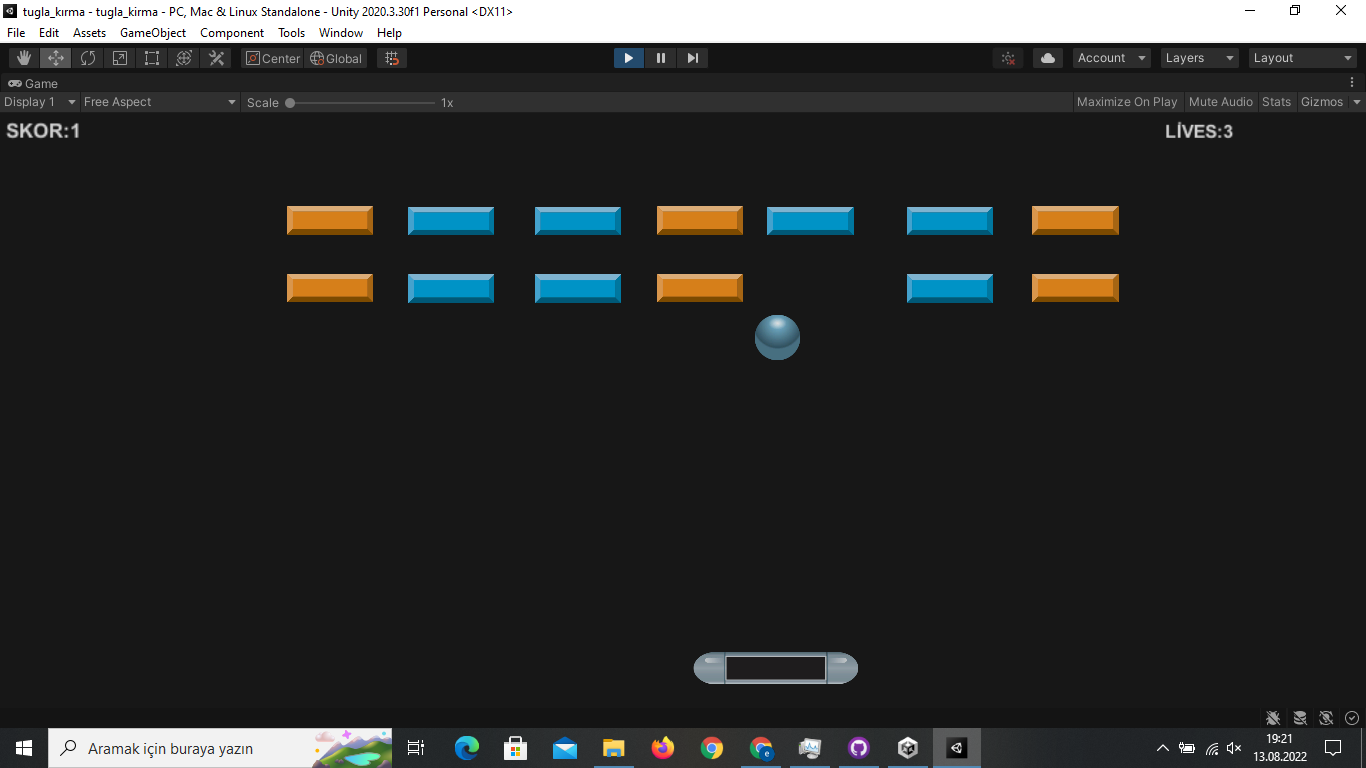 tugla_kırma - tugla_kirma - PC, Mac & Linux Standalone - Unity 2020.3.30f1 Personal <DX11>
File Edit Assets GameObject Component Tools Window Help
Center Global Account Layers Layout
Game
Display 1 Free Aspect Scale 1x Maximize On Play Mute Audio Stats Gizmos
SKOR:1 LİVES:3
Aramak için buraya yazın
19:21
13.08.2022